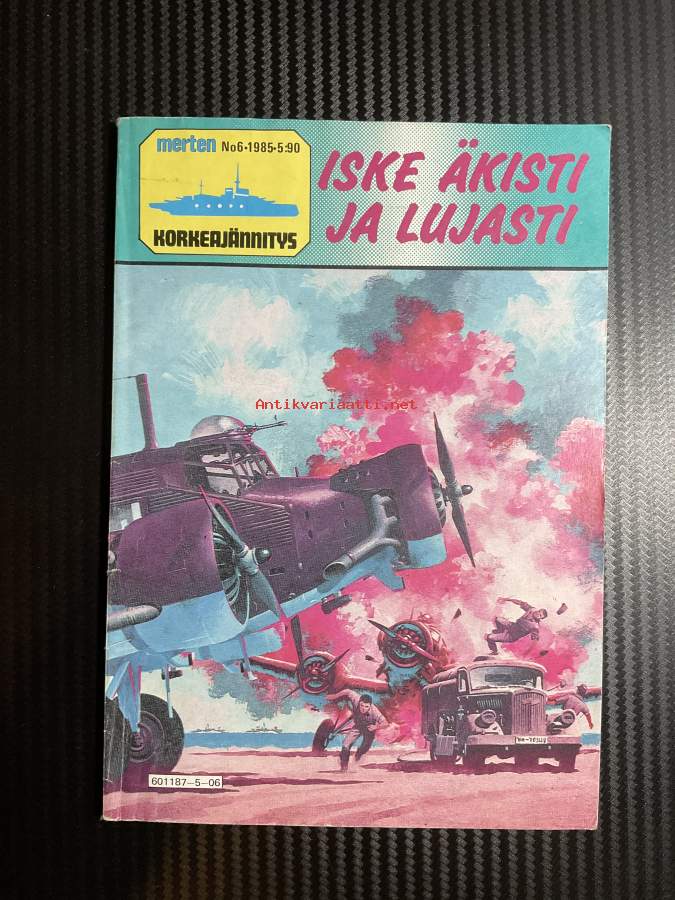 merten No6•1985•5:90
KORKEAJÄNNITYS
ISKE ÄKISTI
JA LUJASTI
Antikvariaatti.net
601187–5–06